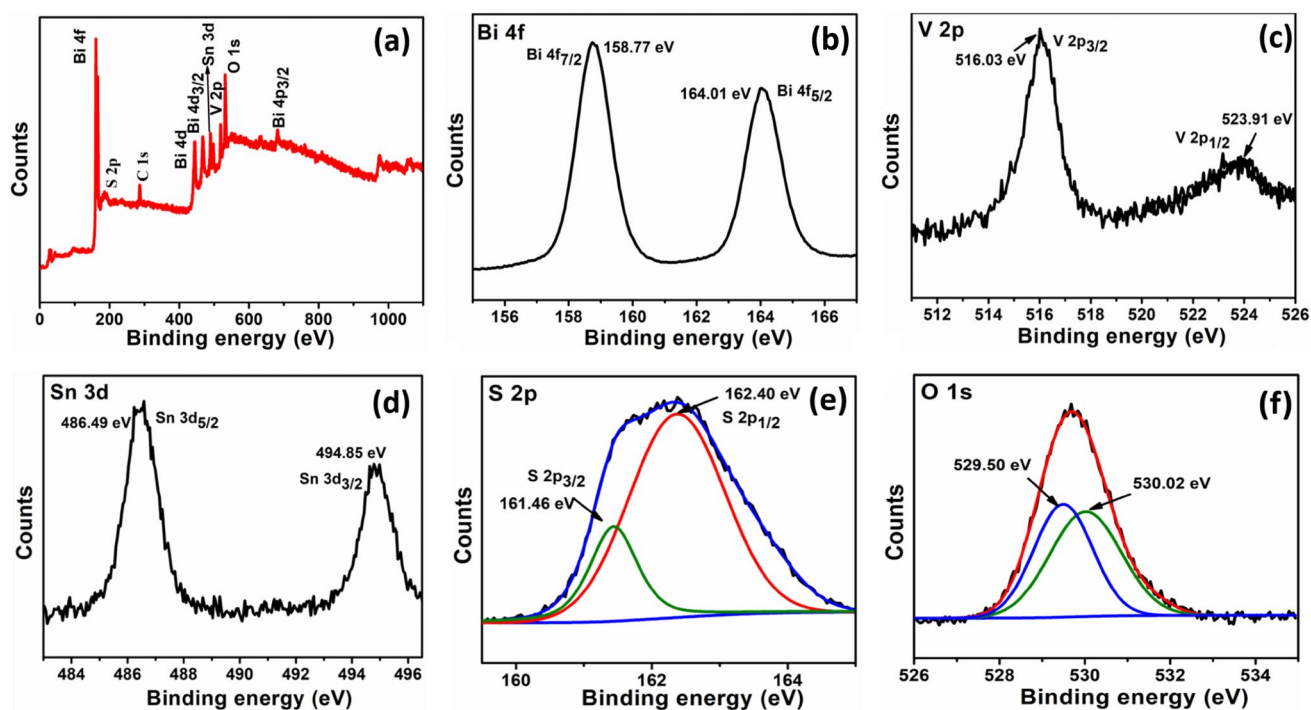 (a)
Bi 4f
S 2p
C 1s
Bi 4d
Bi 4d3/2
Sn 3d
V 2p
O 1s
Bi 4p3/2
Counts
0 200 400 600 800 1000
Binding energy (eV)
Bi 4f
(b)
Bi 4f7/2
158.77 eV
164.01 eV
Bi 4f5/2
Counts
156 158 160 162 164 166
Binding energy (eV)
V 2p
(c)
V 2p3/2
516.03 eV
523.91 eV
V 2p1/2
Counts
512 514 516 518 520 522 524 526
Binding energy (eV)
Sn 3d
(d)
486.49 eV
Sn 3d5/2
494.85 eV
Sn 3d3/2
Counts
484 486 488 490 492 494 496
Binding energy (eV)
S 2p
(e)
162.40 eV
S 2p1/2
S 2p3/2
161.46 eV
Counts
160 162 164
Binding energy (eV)
O 1s
(f)
529.50 eV
530.02 eV
Counts
526 528 530 532 534
Binding energy (eV)